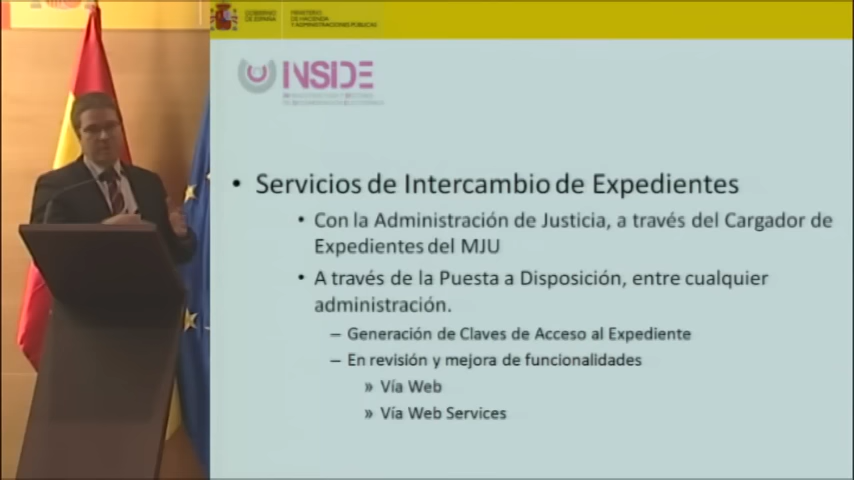 GOBIERNO
DE ESPAÑA
MINISTERIO
DE HACIENDA
Y ADMINISTRACIONES PÚBLICAS
INSIDE
• Servicios de Intercambio de Expedientes
• Con la Administración de Justicia, a través del Cargador de
Expedientes del MJU
• A través de la Puesta a Disposición, entre cualquier
administración.
– Generación de Claves de Acceso al Expediente
– En revisión y mejora de funcionalidades
» Vía Web
» Vía Web Services